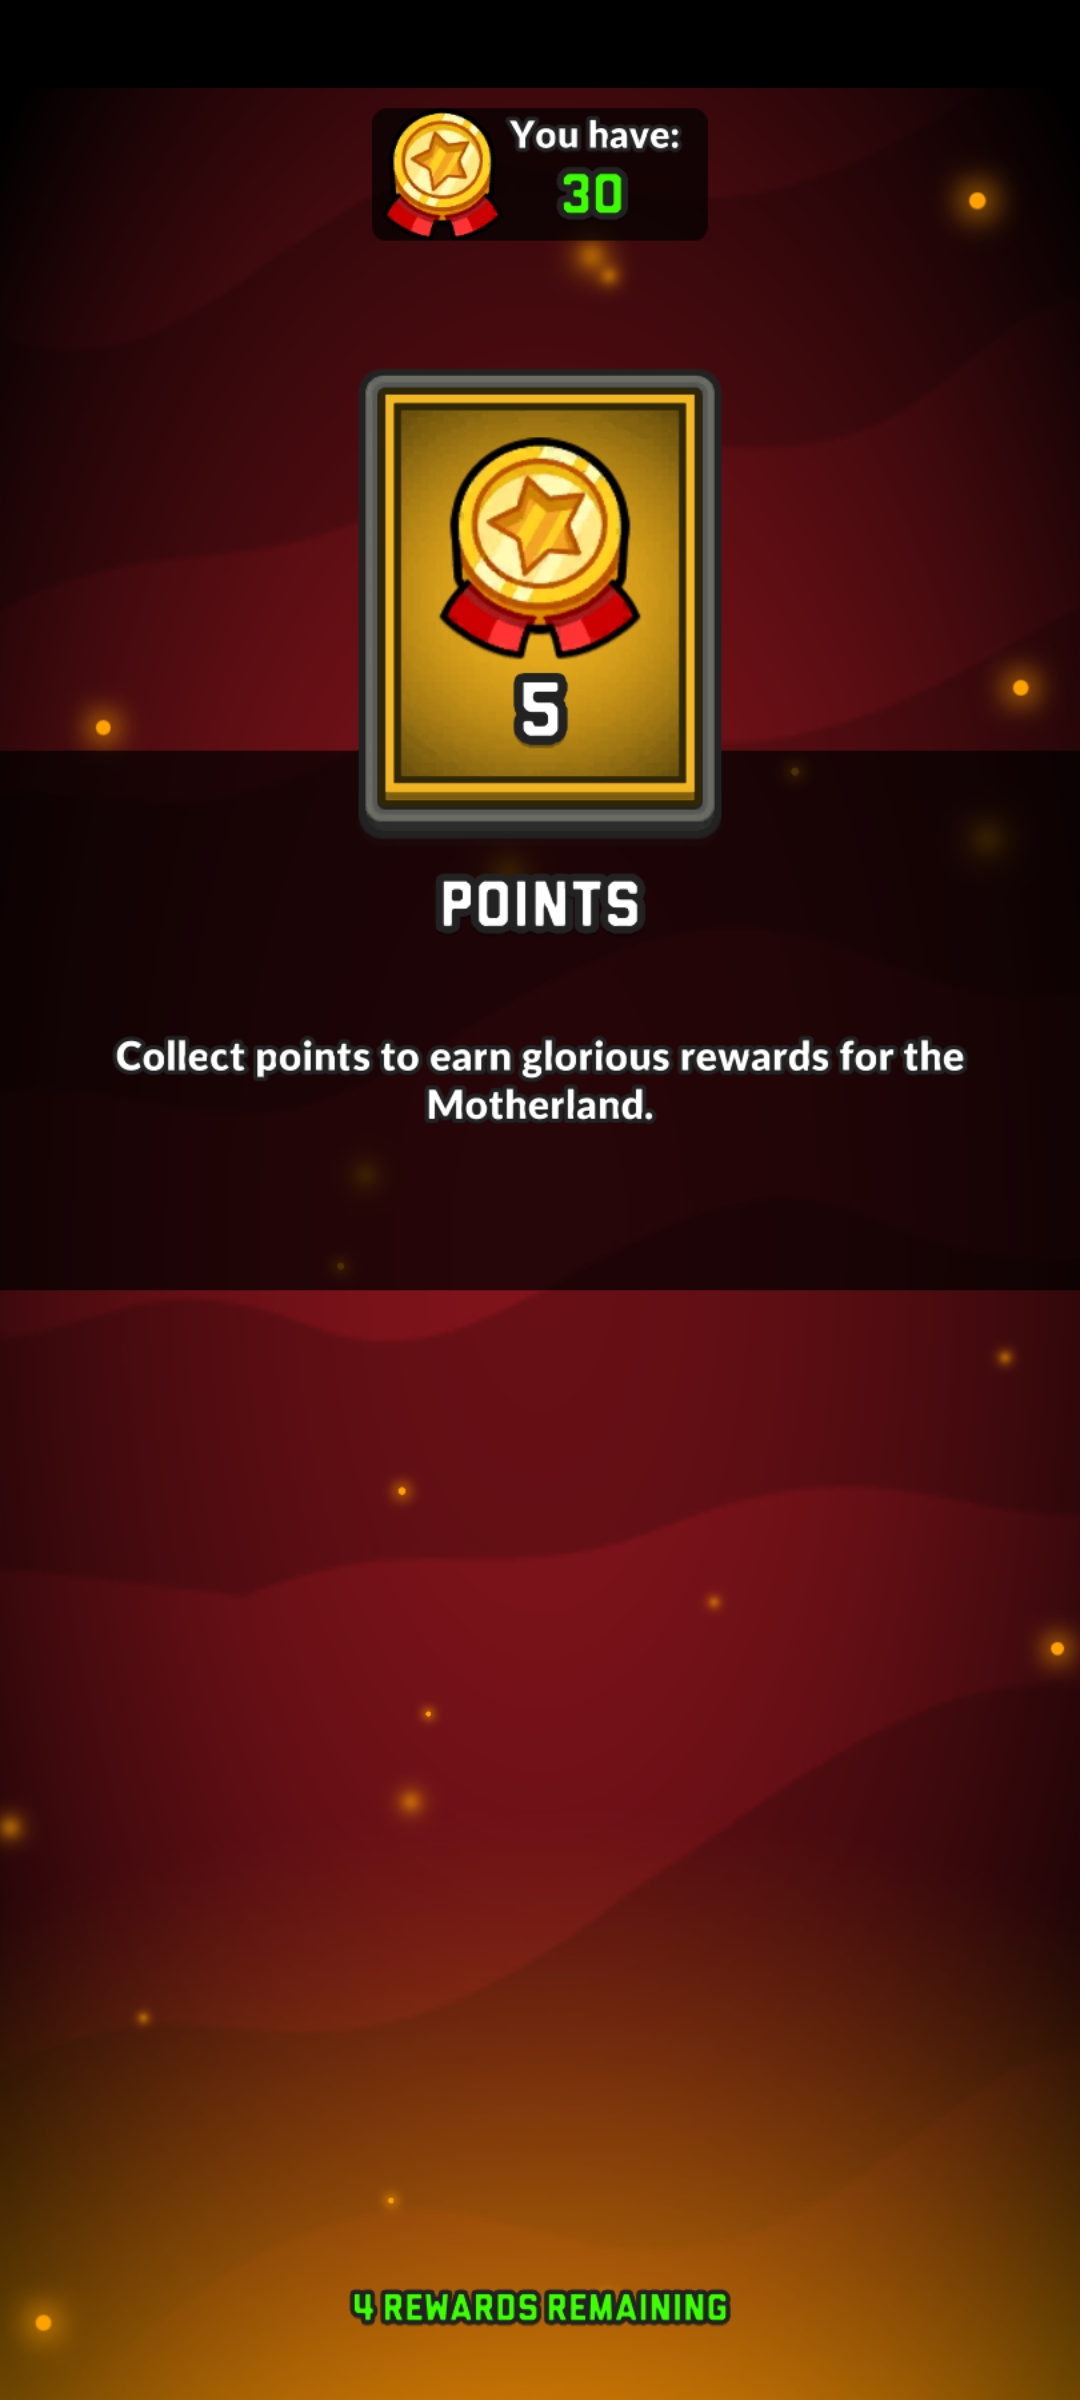 You have:
30
5
POINTS
Collect points to earn glorious rewards for the
Motherland.
4 REWARDS REMAINING